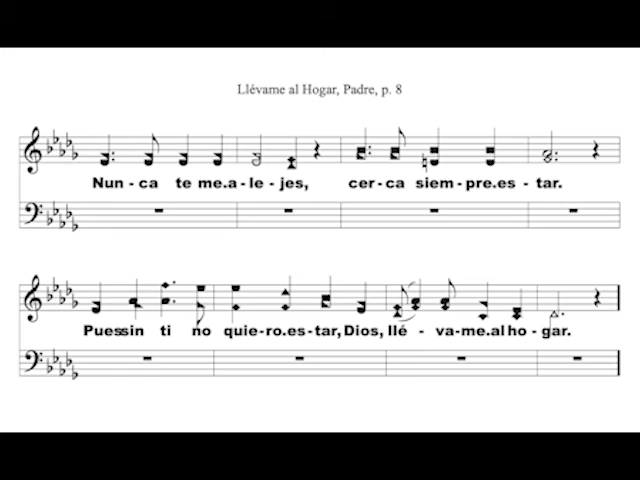 Llévame al Hogar, Padre, p. 8
Nun - ca te me.a - le - jes, cer - ca siem - pre.es - tar.
Puessin ti no quie-ro.es-tar, Dios, llé - va-me.al ho - gar.